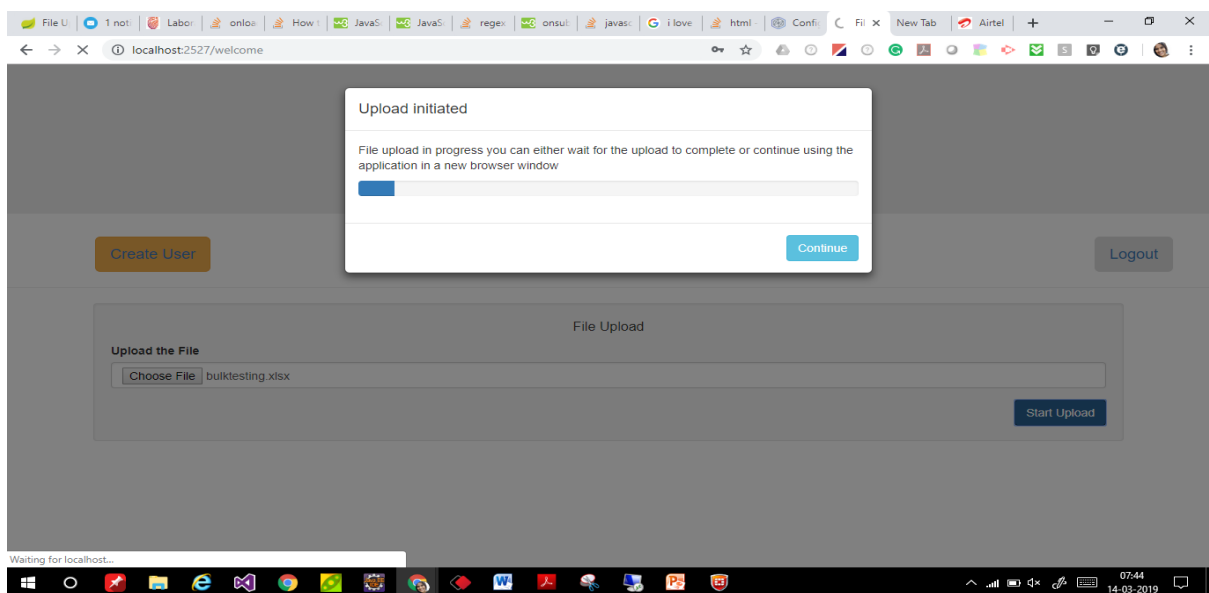 File U 1 not Labor onloa How t JavaS JavaS regex onsub javasc i love html - Confi Fil New Tab Airtel
localhost:2527/welcome
Upload initiated
File upload in progress you can either wait for the upload to complete or continue using the
application in a new browser window
Continue
Create User
Logout
File Upload
Upload the File
Choose File bulktesting.xlsx
Start Upload
Waiting for localhost...
07:44
14-03-2019